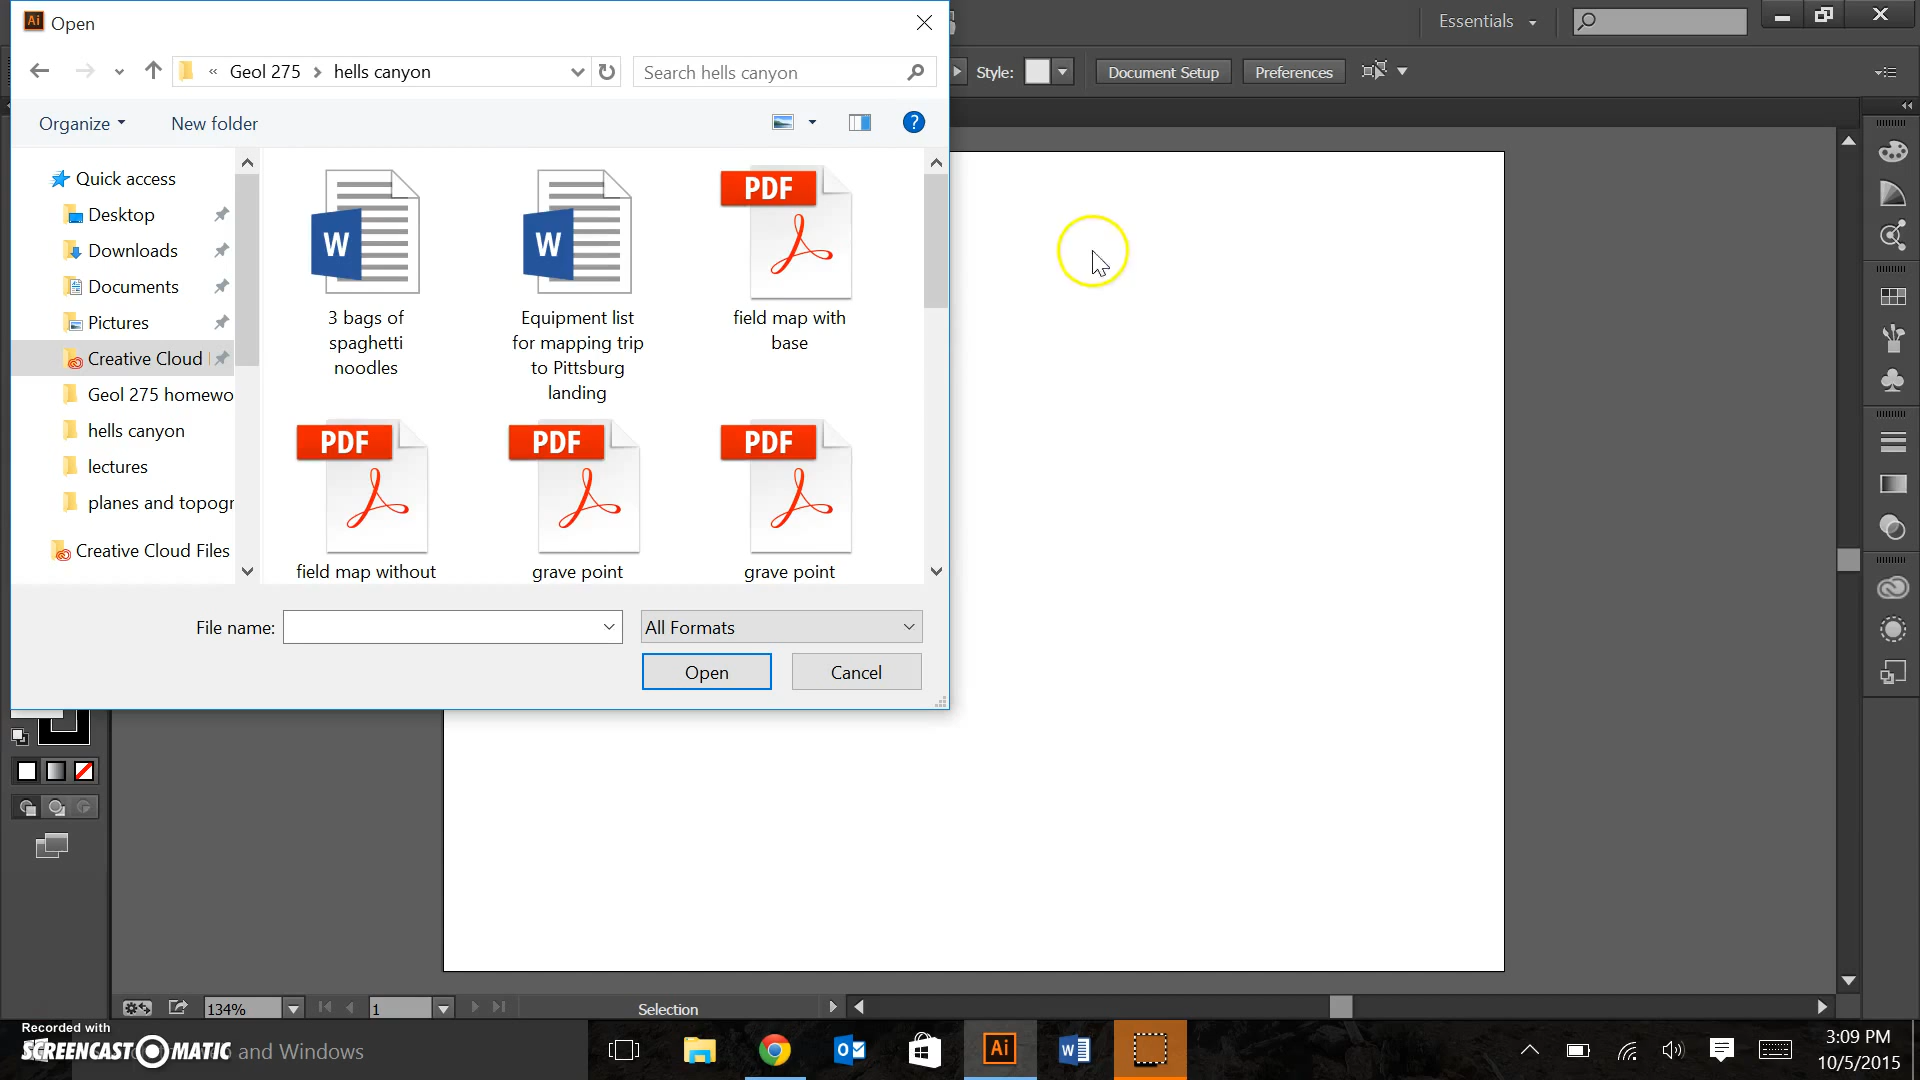 Ai Open
Essentials
« Geol 275 › hells canyon
Search hells canyon
Style:
Document Setup
Preferences
Organize
New folder
?
Quick access
Desktop
Downloads
Documents
Pictures
Creative Cloud
Geol 275 homewo
hells canyon
lectures
planes and topogr
Creative Cloud Files
W
W
PDF
3 bags of
spaghetti
noodles
Equipment list
for mapping trip
to Pittsburg
landing
field map with
base
PDF
PDF
PDF
field map without
grave point
grave point
File name:
All Formats
Open
Cancel
134%
1
Selection
Recorded with
SCREENCAST MATIC
and Windows
Ai
3:09 PM
10/5/2015